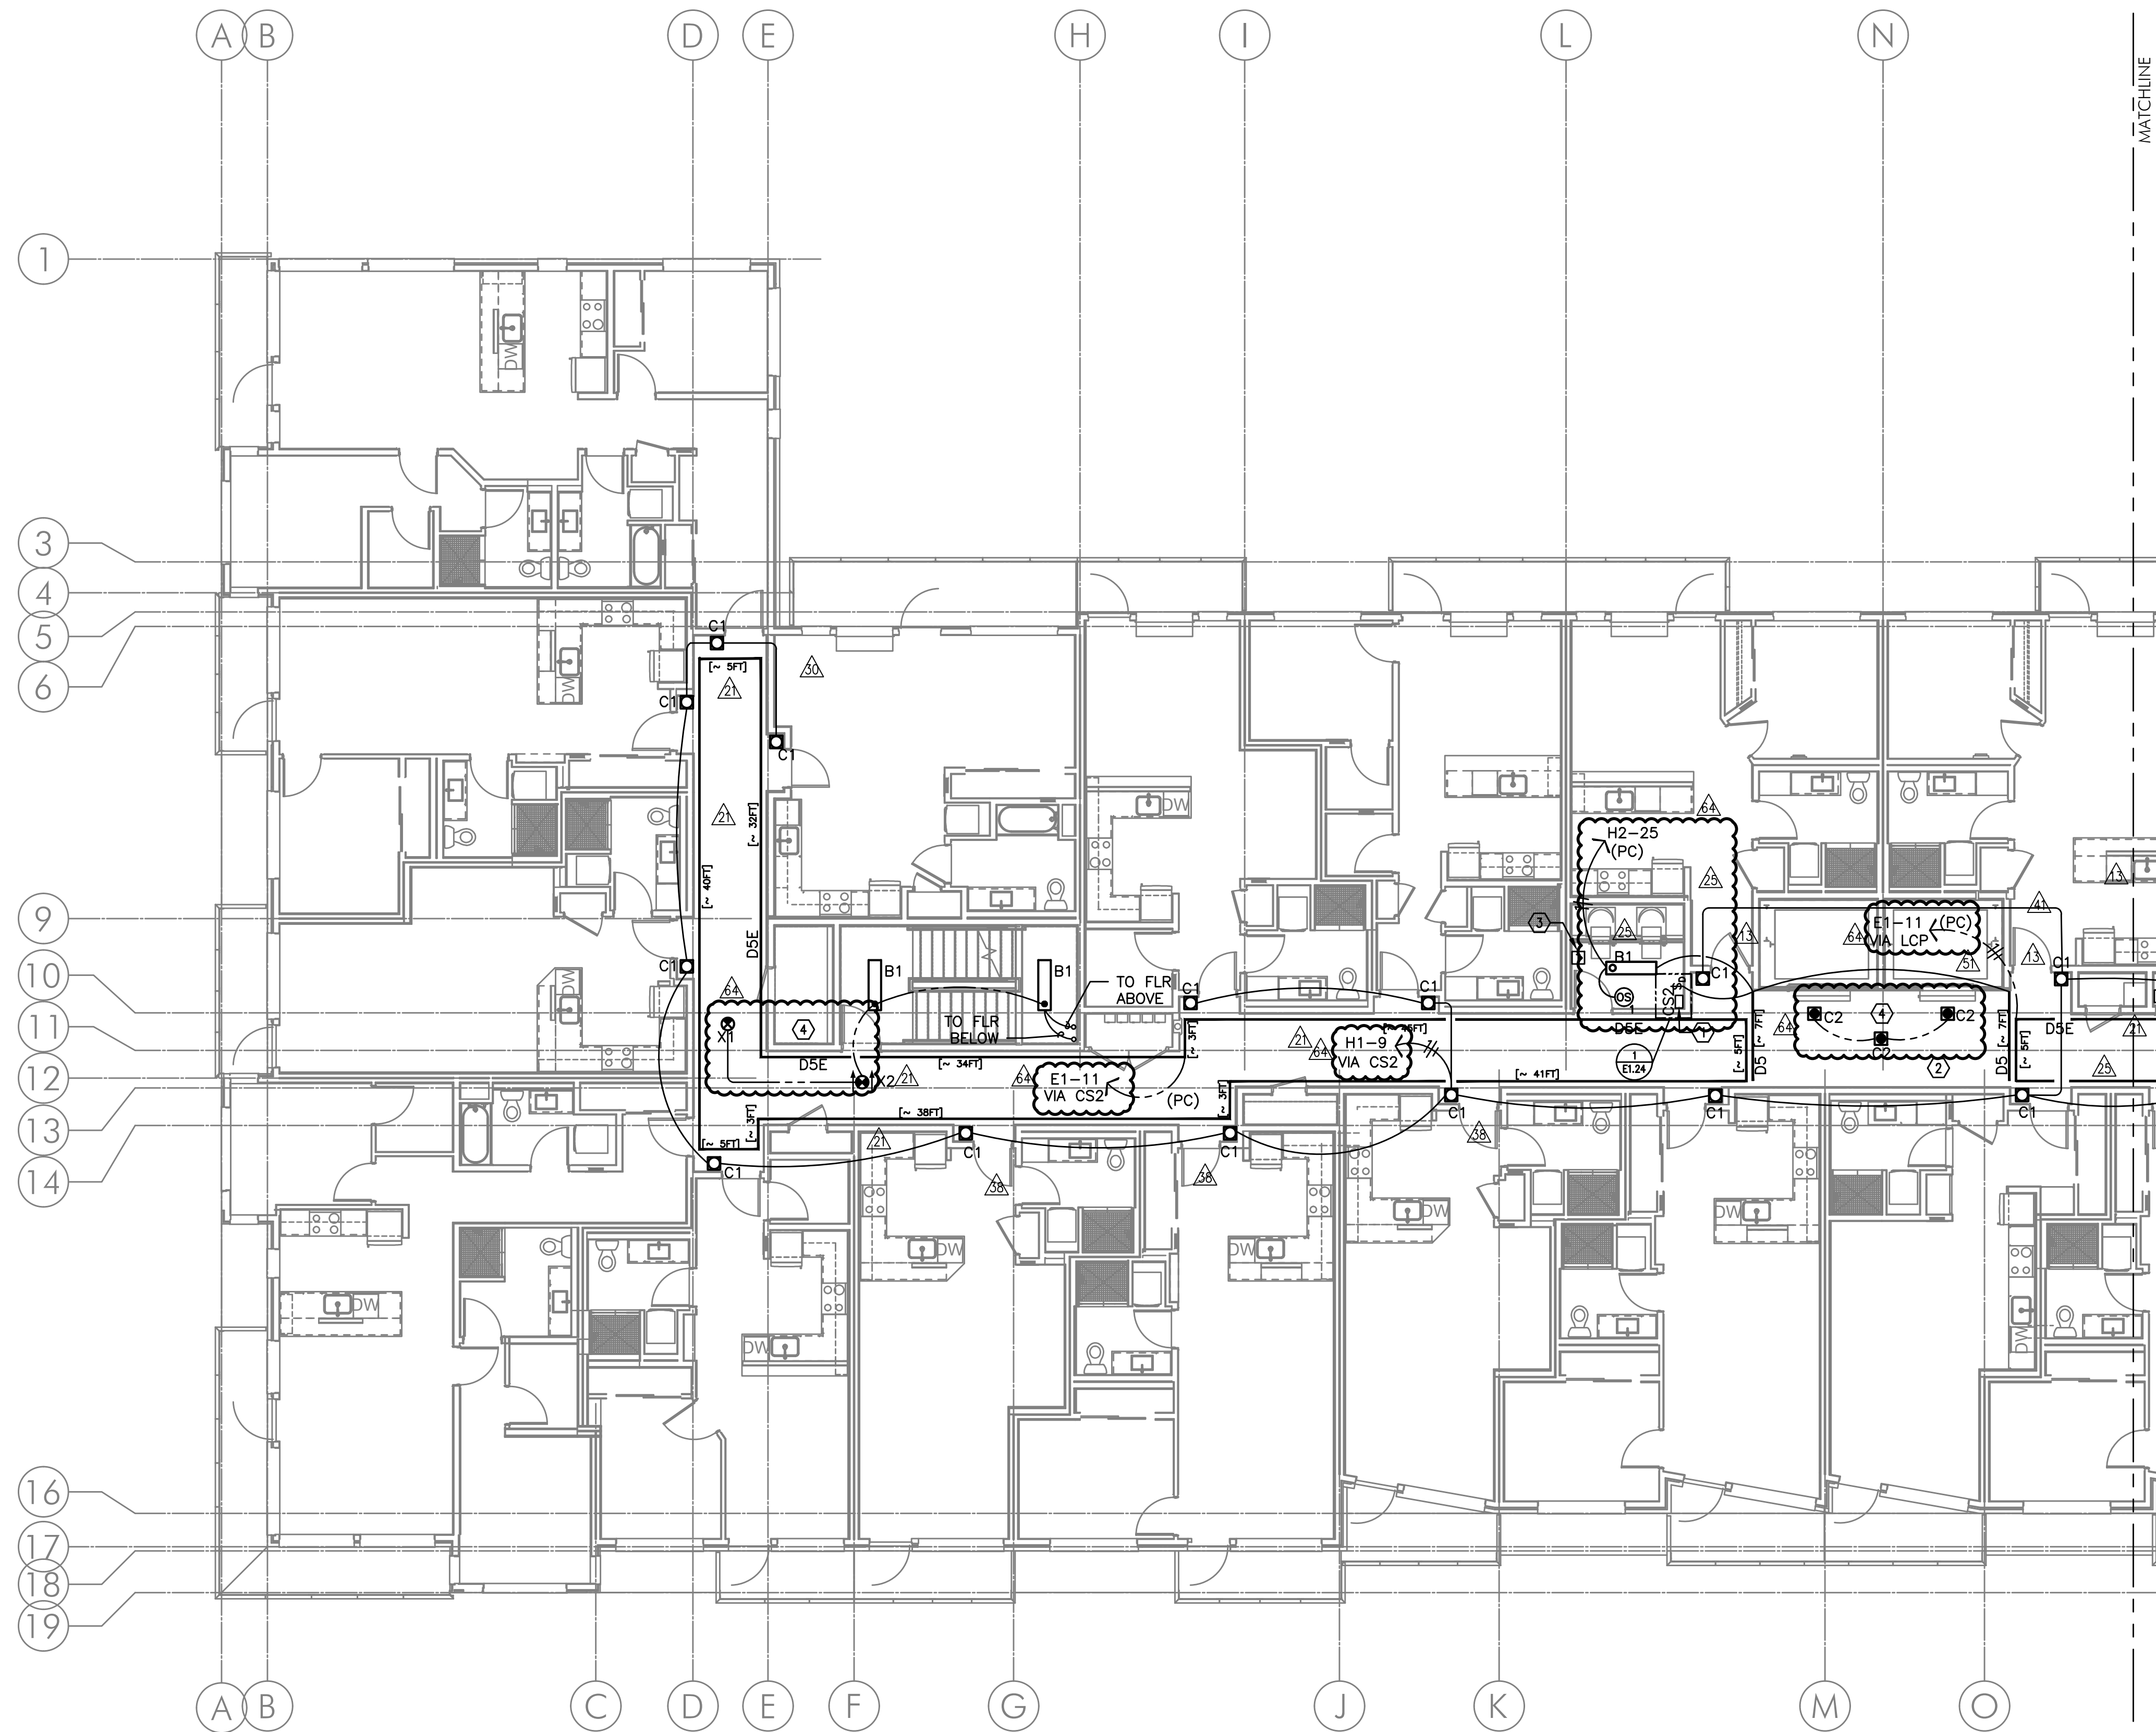 A
B
D
E
H
I
L
N
MATCHLINE
1
DW
3
4
5
6
C1
[~ 5FT]
30
21
C1
DW
C1
21
[~ 32FT]
[~ 40FT]
DW
64
H2-25
(PC)
25
13
9
3
25
41
13
E1-11 (PC)
VIA LCP
64
13
51
D5E
C1
B1
B1
TO FLR
ABOVE
C1
C1
B1
C1
C1
OS
1
CS2
$a
10
DW
64
X1
4
TO FLR
BELOW
[~ 3FT]
21
64
[~ 45FT]
H1-9
VIA CS2
D5E
1
[~ 7FT]
64
C2
4
C2
C2
[~ 7FT]
D5E
21
11
D5E
[~ 34FT]
1
E1.24
[~ 5FT]
[~ 5FT]
12
X2
21
64
E1-11
VIA CS2
(PC)
[~ 41FT]
D5
2
D5
25
13
[~ 3FT]
[~ 38FT]
[~ 3FT]
C1
C1
C1
14
[~ 5FT]
C1
21
C1
C1
38
38
38
DW
DW
DW
DW
DW
DW
DW
16
17
18
19
A
B
C
D
E
F
G
J
K
M
O